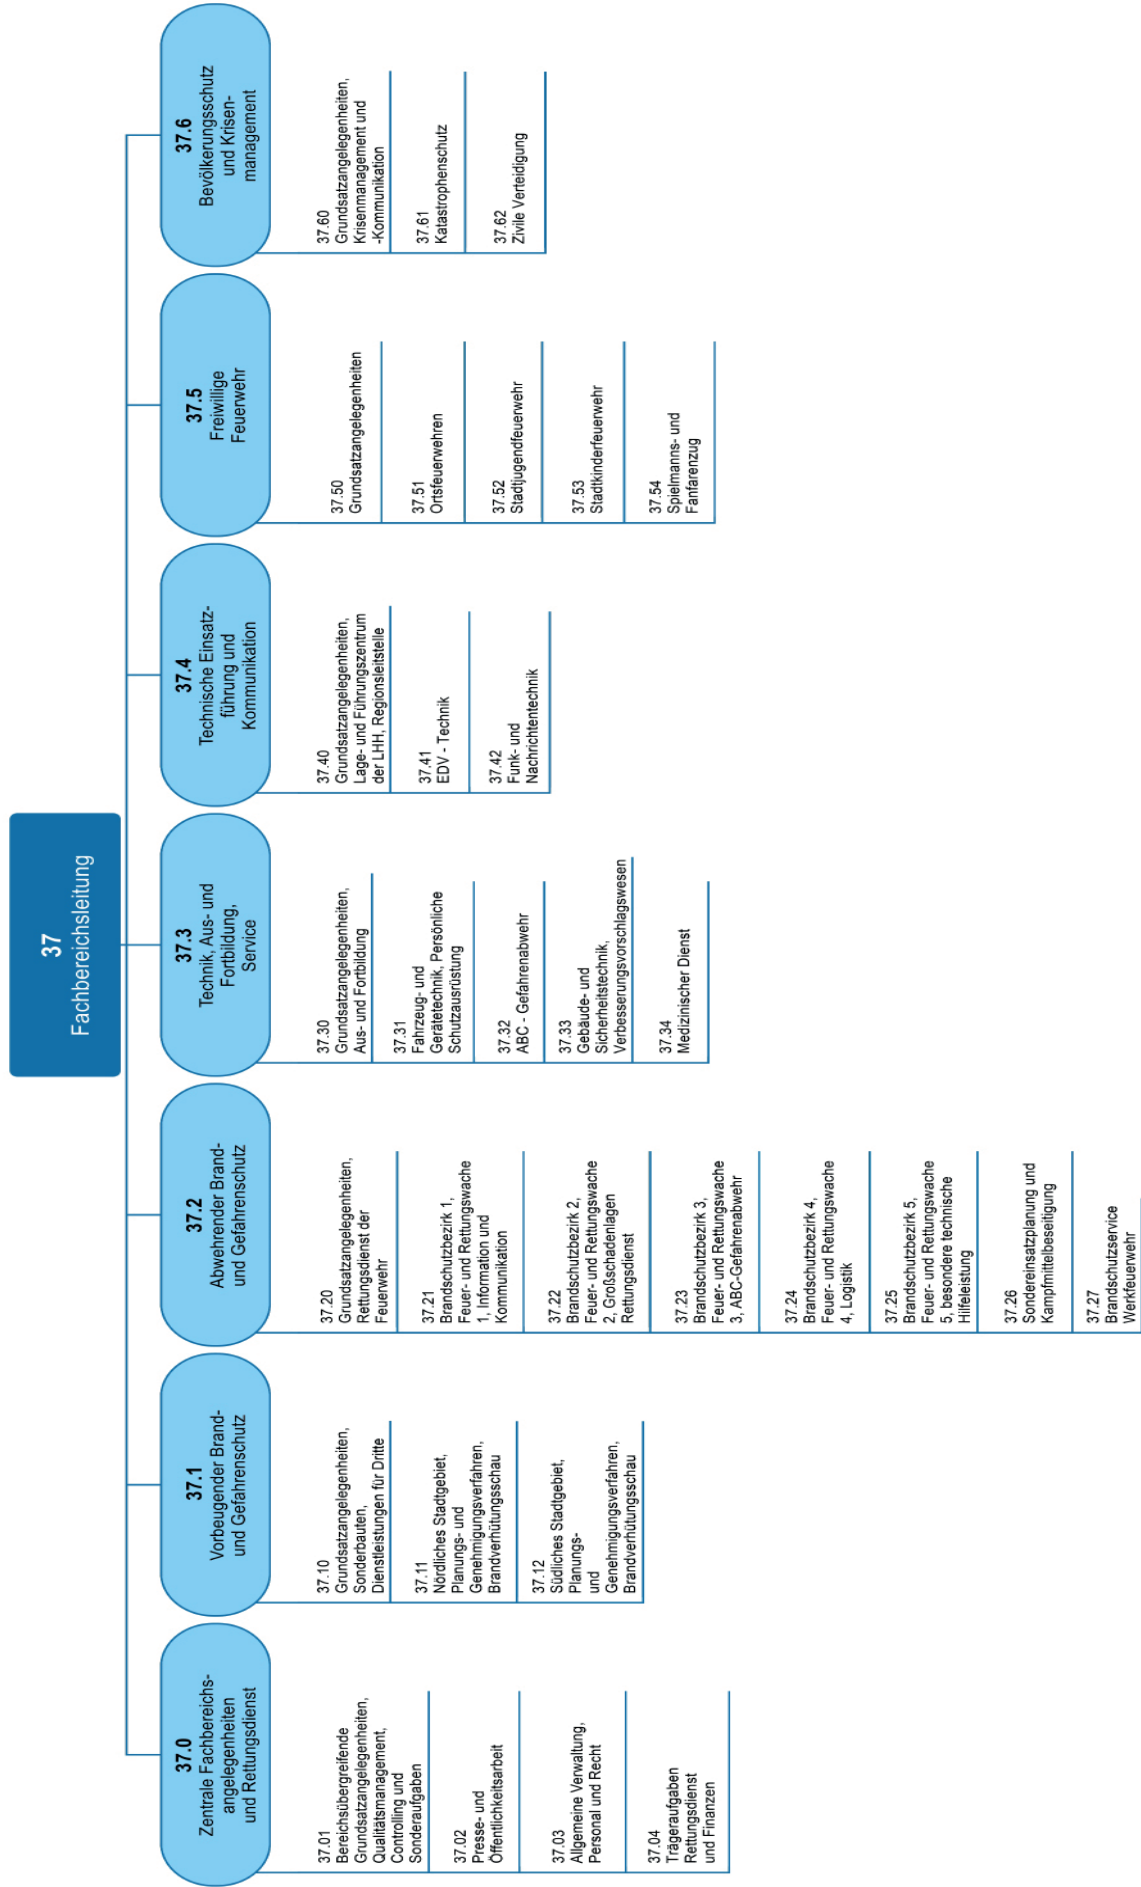 37
Fachbereichsleitung
37.0
Zentrale Fachbereichs-
angelegenheiten
und Rettungsdienst
37.01
Bereichsübergreifende
Grundsatzangelegenheiten,
Qualitätsmanagement,
Controlling und
Sonderaufgaben
37.02
Presse- und
Öffentlichkeitsarbeit
37.03
Allgemeine Verwaltung,
Personal und Recht
37.04
Trägeraufgaben
Rettungsdienst
und Finanzen
37.1
Vorbeugender Brand-
und Gefahrenschutz
37.10
Grundsatzangelegenheiten,
Sonderbauten,
Dienstleistungen für Dritte
37.11
Nördliches Stadtgebiet,
Planungs- und
Genehmigungsverfahren,
Brandverhütungsschau
37.12
Südliches Stadtgebiet,
Planungs-
und
Genehmigungsverfahren,
Brandverhütungsschau
37.2
Abwehrender Brand-
und Gefahrenschutz
37.20
Grundsatzangelegenheiten,
Rettungsdienst der
Feuerwehr
37.21
Brandschutzbezirk 1,
Feuer- und Rettungswache
1, Information und
Kommunikation
37.22
Brandschutzbezirk 2,
Feuer- und Rettungswache
2, Großschadenlagen
Rettungsdienst
37.23
Brandschutzbezirk 3,
Feuer- und Rettungswache
3, ABC-Gefahrenabwehr
37.24
Brandschutzbezirk 4,
Feuer- und Rettungswache
4, Logistik
37.25
Brandschutzbezirk 5,
Feuer- und Rettungswache
5, besondere technische
Hilfeleistung
37.26
Sondereinsatzplanung und
Kampfmittelbeseitigung
37.27
Brandschutzservice
Werkfeuerwehr
37.3
Technik, Aus- und
Fortbildung,
Service
37.30
Grundsatzangelegenheiten,
Aus- und Fortbildung
37.31
Fahrzeug- und
Gerätetechnik, Persönliche
Schutzausrüstung
37.32
ABC - Gefahrenabwehr
37.33
Gebäude- und
Sicherheitstechnik,
Verbesserungsvorschlagswesen
37.34
Medizinischer Dienst
37.4
Technische Einsatz-
führung und
Kommunikation
37.40
Grundsatzangelegenheiten,
Lage- und Führungszentrum
der LHH, Regionsleitstelle
37.41
EDV - Technik
37.42
Funk- und
Nachrichtentechnik
37.5
Freiwillige
Feuerwehr
37.50
Grundsatzangelegenheiten
37.51
Ortsfeuerwehren
37.52
Stadtjugendfeuerwehr
37.53
Stadtkinderfeuerwehr
37.54
Spielmanns- und
Fanfarenzug
37.6
Bevölkerungsschutz
und Krisen-
management
37.60
Grundsatzangelegenheiten,
Krisenmanagement und
-Kommunikation
37.61
Katastrophenschutz
37.62
Zivile Verteidigung